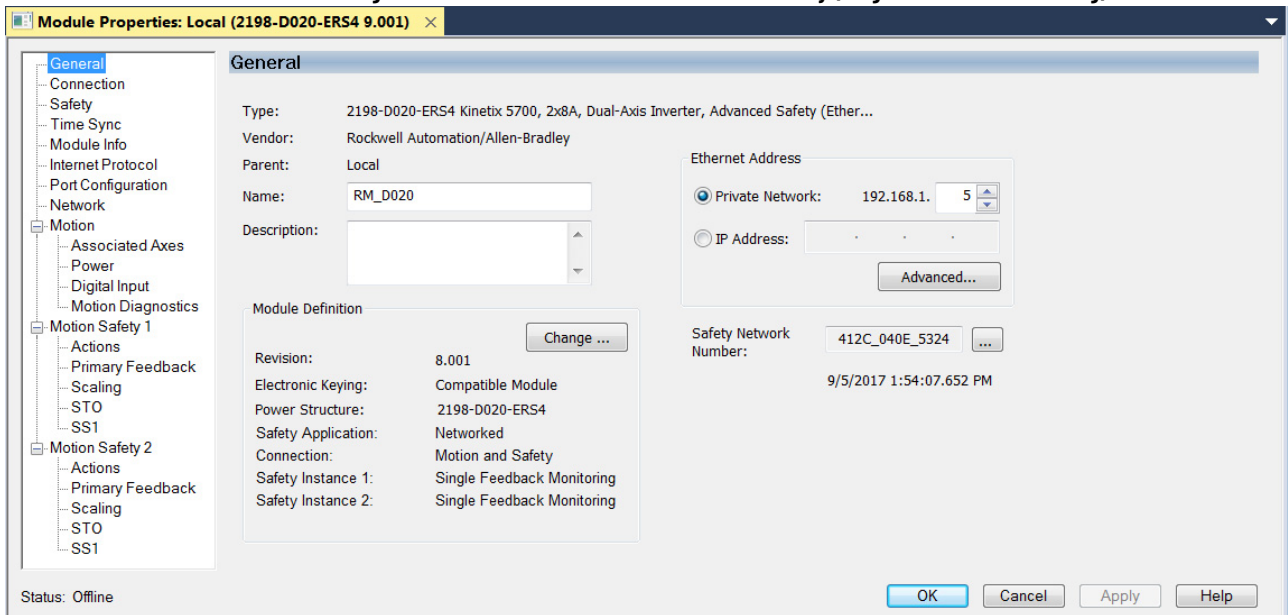 Module Properties: Local (2198-D020-ERS4 9.001) ×
General
Connection
Safety
Time Sync
Module Info
Internet Protocol
Port Configuration
Network
Motion
Associated Axes
Power
Digital Input
Motion Diagnostics
Motion Safety 1
Actions
Primary Feedback
Scaling
STO
SS1
Motion Safety 2
Actions
Primary Feedback
Scaling
STO
SS1
General
Type: 2198-D020-ERS4 Kinetix 5700, 2x8A, Dual-Axis Inverter, Advanced Safety (Ether...
Vendor: Rockwell Automation/Allen-Bradley
Parent: Local
Name: RM_D020
Description:
Module Definition
Change ...
Revision: 8.001
Electronic Keying: Compatible Module
Power Structure: 2198-D020-ERS4
Safety Application: Networked
Connection: Motion and Safety
Safety Instance 1: Single Feedback Monitoring
Safety Instance 2: Single Feedback Monitoring
Ethernet Address
Private Network: 192.168.1. 5
IP Address: . . .
Advanced...
Safety Network
Number: 412C_040E_5324 ...
9/5/2017 1:54:07.652 PM
Status: Offline
OK Cancel Apply Help